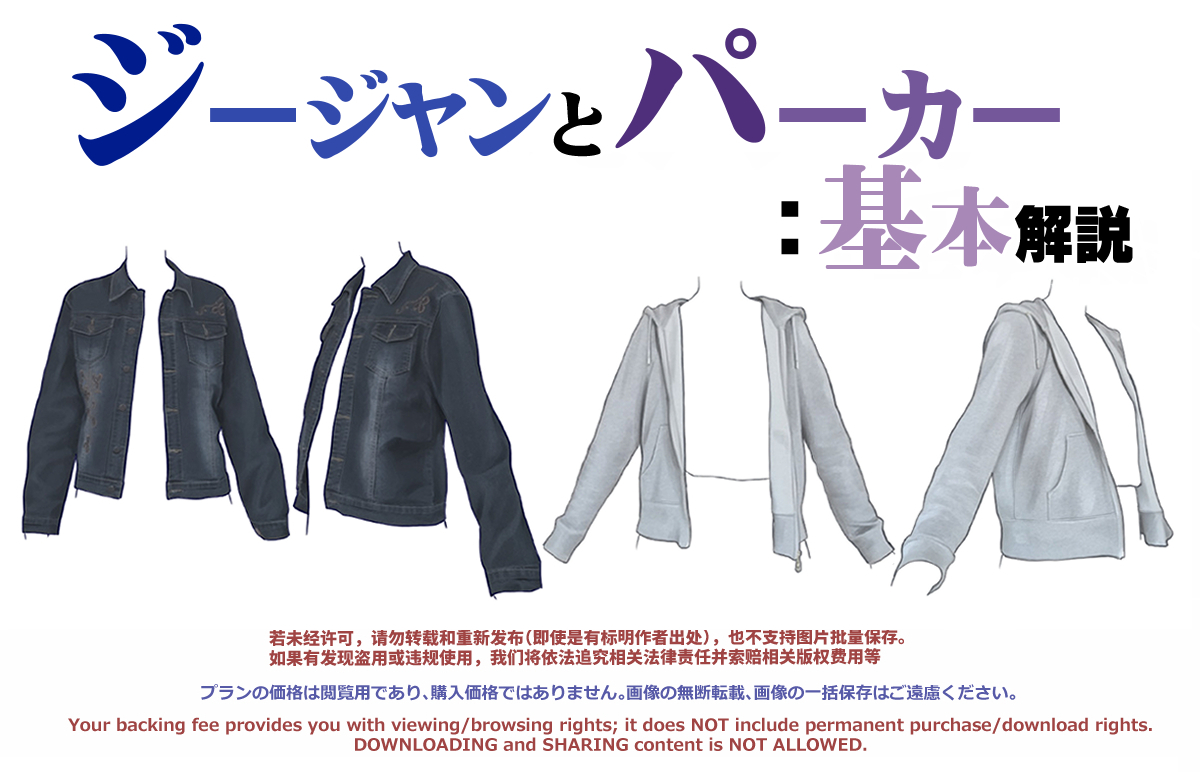 ジージャンとパーカー
：基本解説
若未经许可，请勿转载和重新发布（即使是有标明作者出处），也不支持图片批量保存。
如果有发现盗用或违规使用，我们将依法追究相关法律责任并索赔相关版权费用等
プランの価格は閲覧用であり、購入価格ではありません。画像の無断転載、画像の一括保存はご遠慮ください。
Your backing fee provides you with viewing/browsing rights; it does NOT include permanent purchase/download rights.
DOWNLOADING and SHARING content is NOT ALLOWED.